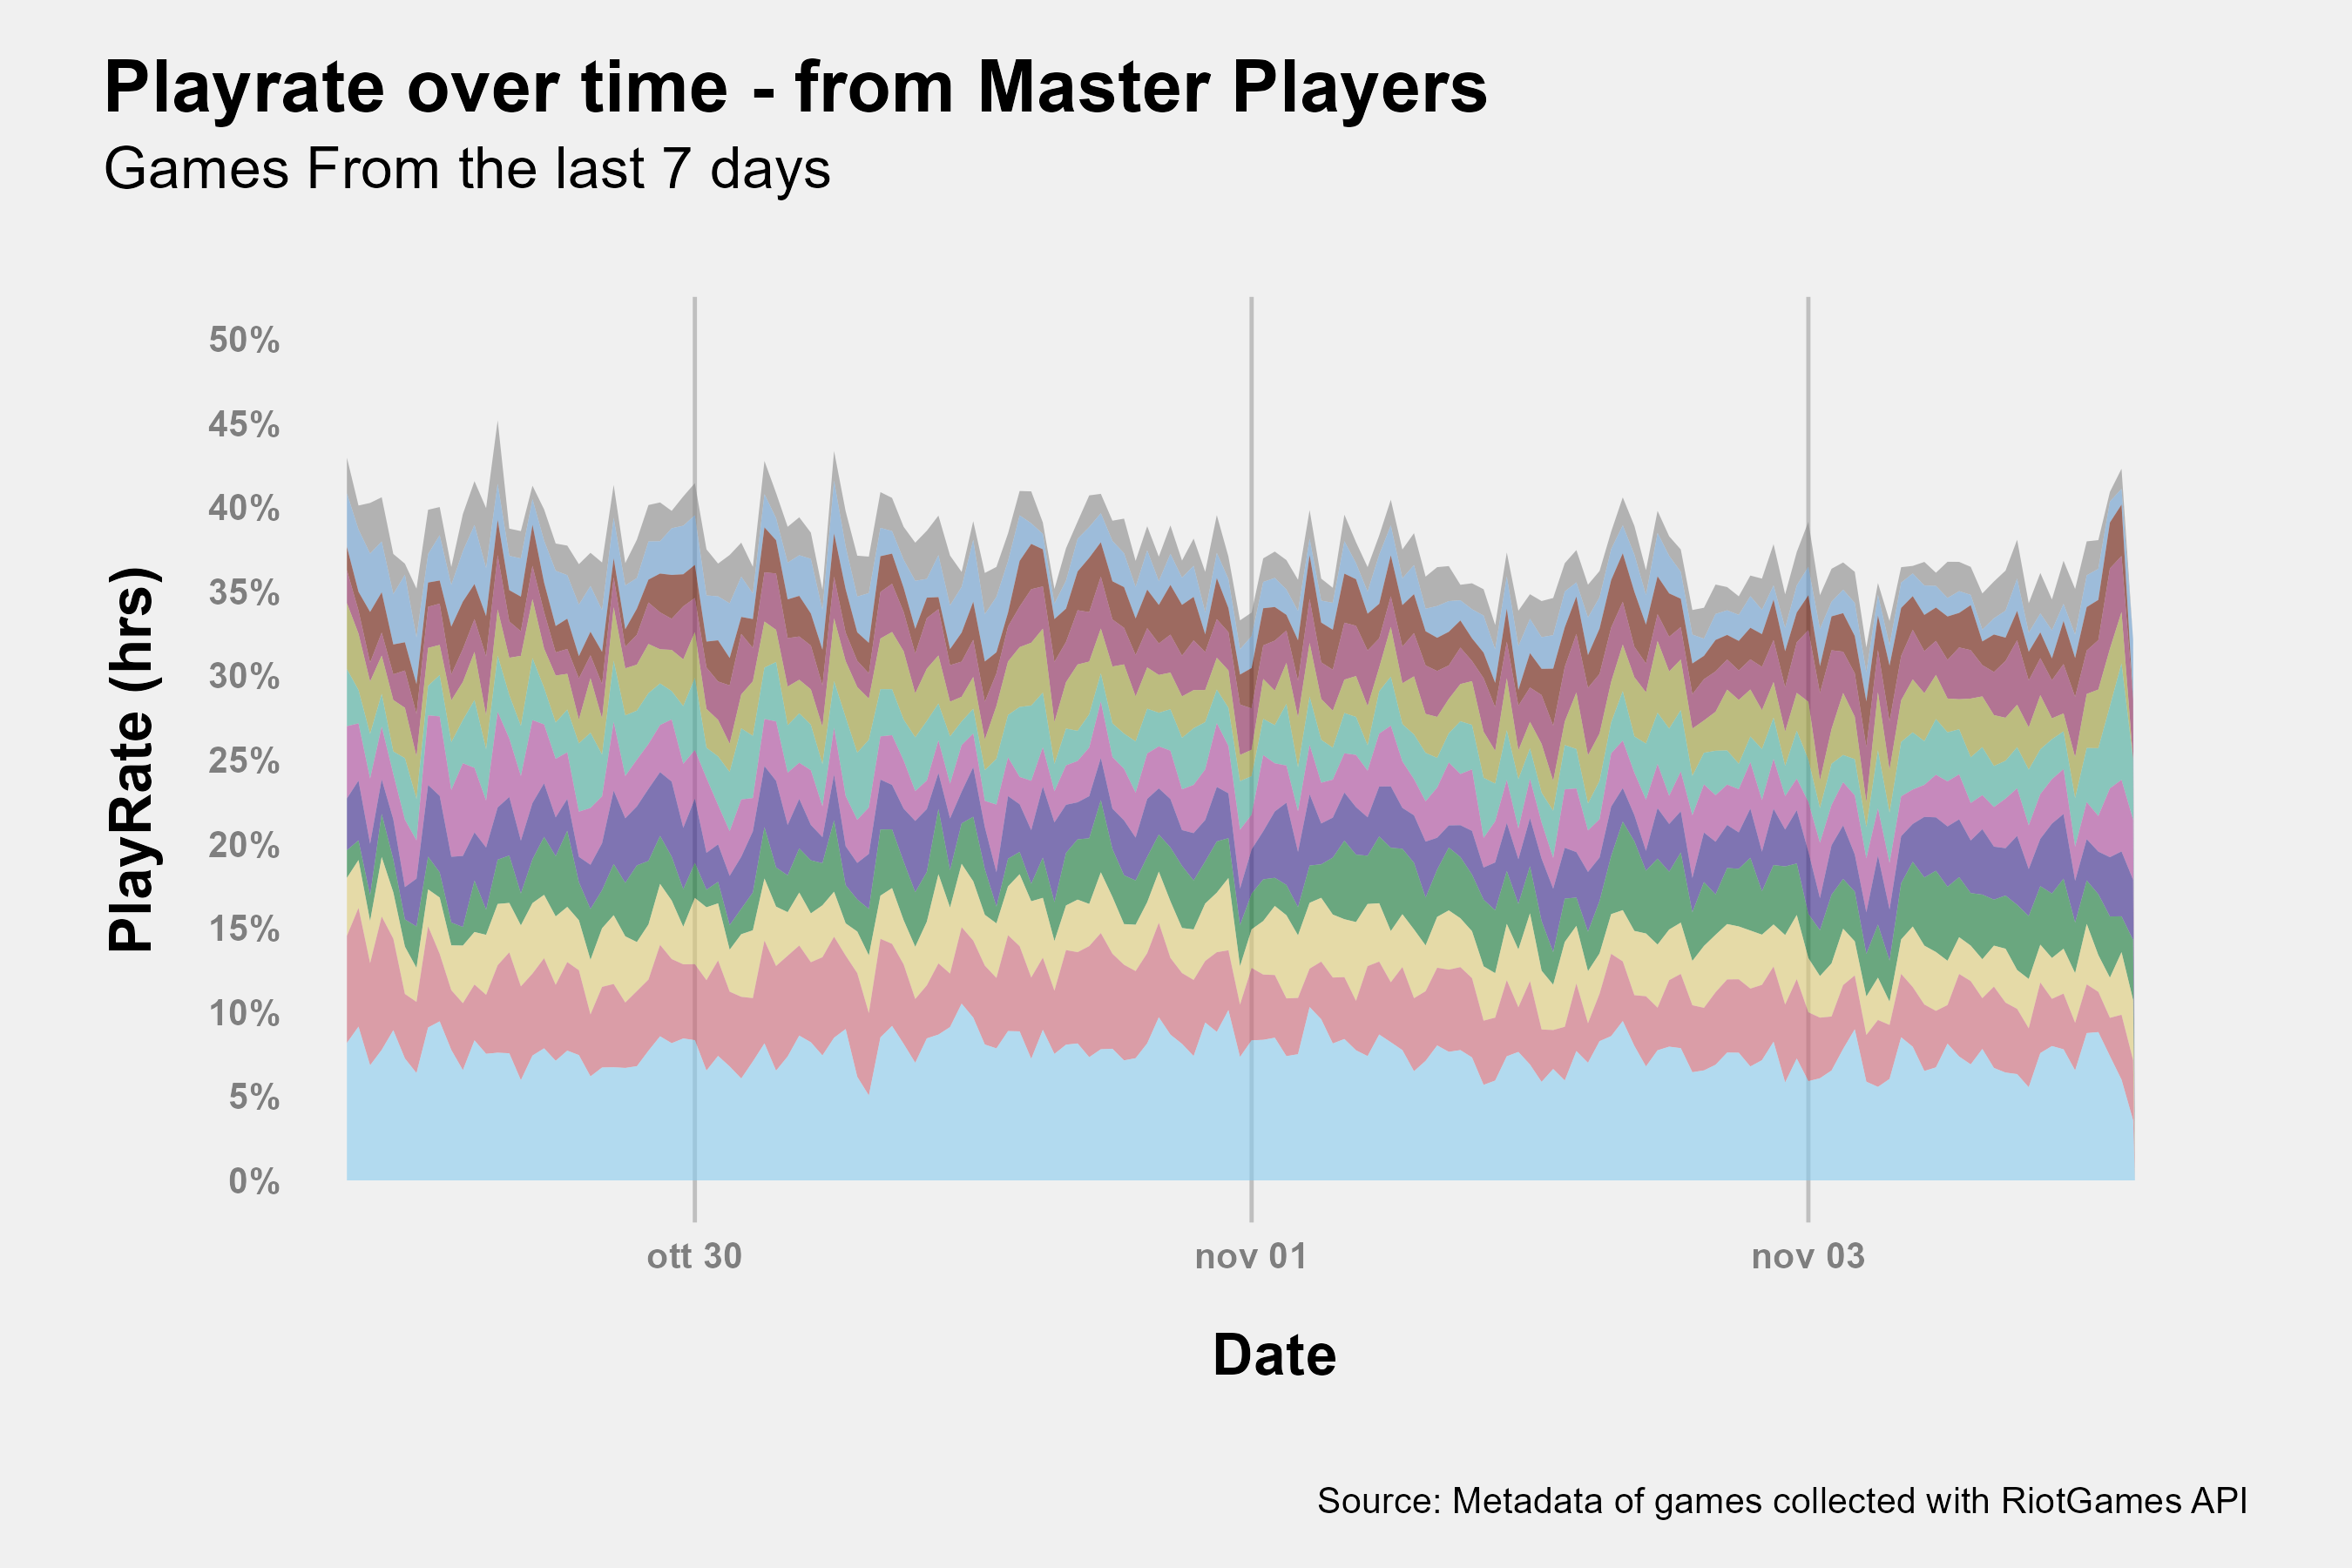 Playrate over time - from Master Players
Games From the last 7 days
PlayRate (hrs)
50%
45%
40%
35%
30%
25%
20%
15%
10%
5%
0%
ott 30
nov 01
nov 03
Date
Source: Metadata of games collected with RiotGames API